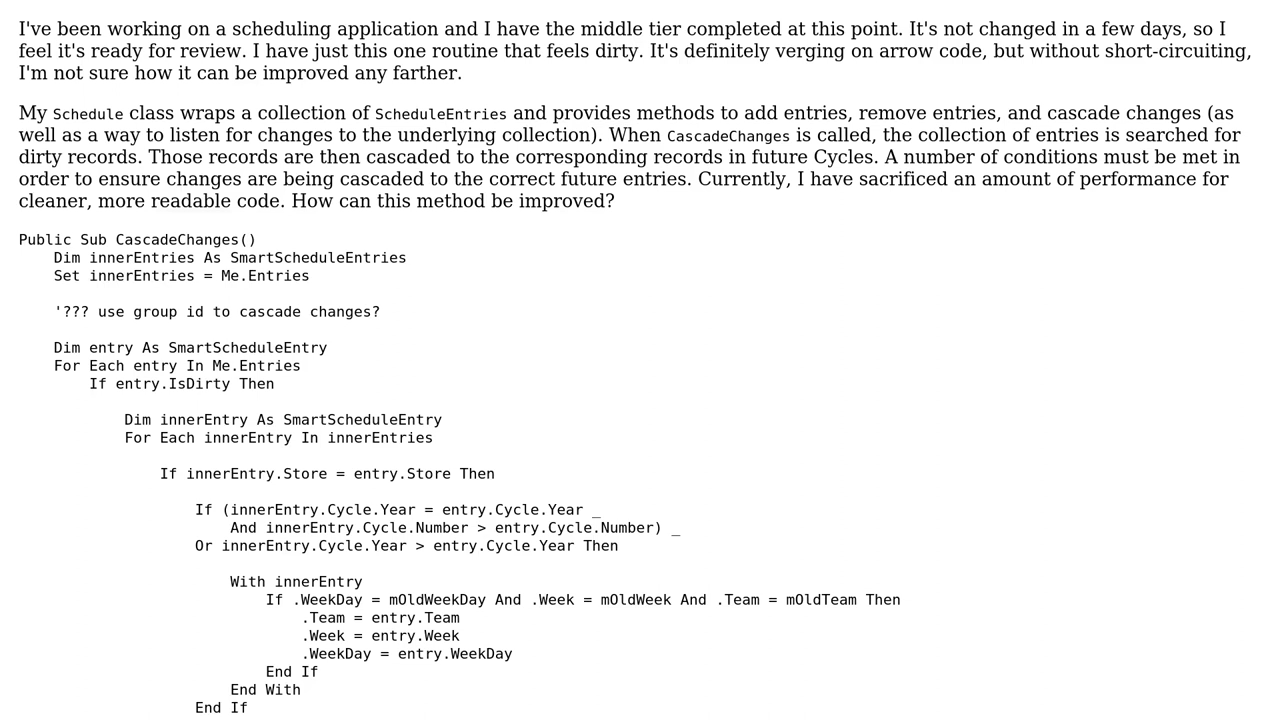 I've been working on a scheduling application and I have the middle tier completed at this point. It's not changed in a few days, so I
feel it's ready for review. I have just this one routine that feels dirty. It's definitely verging on arrow code, but without short-circuiting,
I'm not sure how it can be improved any farther.
My Schedule class wraps a collection of ScheduleEntries and provides methods to add entries, remove entries, and cascade changes (as
well as a way to listen for changes to the underlying collection). When CascadeChanges is called, the collection of entries is searched for
dirty records. Those records are then cascaded to the corresponding records in future Cycles. A number of conditions must be met in
order to ensure changes are being cascaded to the correct future entries. Currently, I have sacrificed an amount of performance for
cleaner, more readable code. How can this method be improved?
Public Sub CascadeChanges()
    Dim innerEntries As SmartScheduleEntries
    Set innerEntries = Me.Entries
    '??? use group id to cascade changes?
    Dim entry As SmartScheduleEntry
    For Each entry In Me.Entries
        If entry.IsDirty Then
            Dim innerEntry As SmartScheduleEntry
            For Each innerEntry In innerEntries
                If innerEntry.Store = entry.Store Then
                    If (innerEntry.Cycle.Year = entry.Cycle.Year _
                        And innerEntry.Cycle.Number > entry.Cycle.Number) _
                    Or innerEntry.Cycle.Year > entry.Cycle.Year Then
                        With innerEntry
                            If .WeekDay = mOldWeekDay And .Week = mOldWeek And .Team = mOldTeam Then
                                .Team = entry.Team
                                .Week = entry.Week
                                .WeekDay = entry.WeekDay
                            End If
                        End With
                    End If